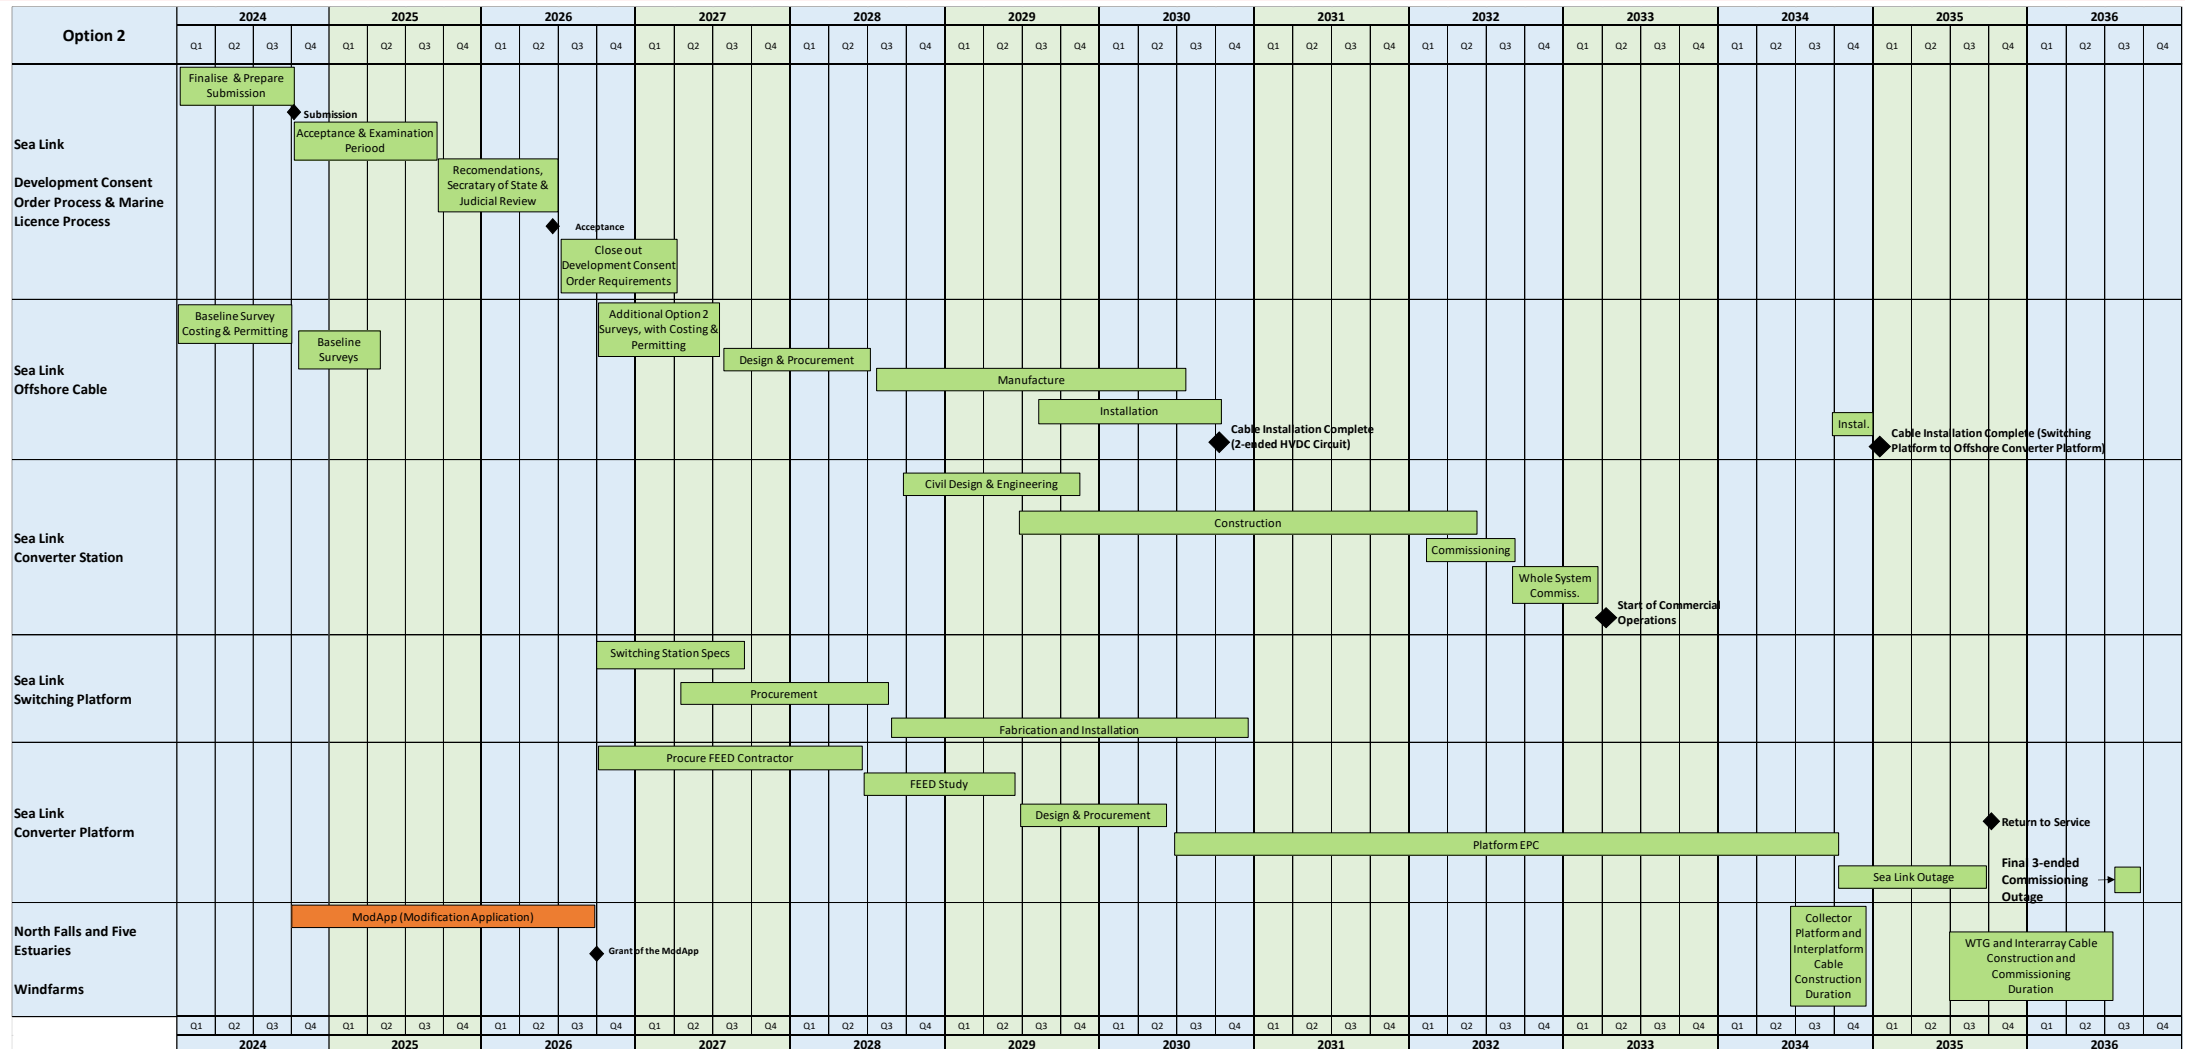 Option 2
2024 2025 2026 2027 2028 2029 2030 2031 2032 2033 2034 2035 2036
Q1 Q2 Q3 Q4 Q1 Q2 Q3 Q4 Q1 Q2 Q3 Q4 Q1 Q2 Q3 Q4 Q1 Q2 Q3 Q4 Q1 Q2 Q3 Q4 Q1 Q2 Q3 Q4 Q1 Q2 Q3 Q4 Q1 Q2 Q3 Q4 Q1 Q2 Q3 Q4 Q1 Q2 Q3 Q4 Q1 Q2 Q3 Q4 Q1 Q2 Q3 Q4
Sea Link
Development Consent
Order Process & Marine
Licence Process
Finalise & Prepare
Submission
Submission
Acceptance & Examination
Periood
Recomendations,
Secratary of State &
Judicial Review
Acceptance
Close out
Development Consent
Order Requirements
Sea Link
Offshore Cable
Baseline Survey
Costing & Permitting
Baseline
Surveys
Additional Option 2
Surveys, with Costing &
Permitting
Design & Procurement
Manufacture
Installation
Cable Installation Complete
(2-ended HVDC Circuit)
Instal.
Cable Installation Complete (Switching
Platform to Offshore Converter Platform)
Sea Link
Converter Station
Civil Design & Engineering
Construction
Commissioning
Whole System
Commiss.
Start of Commercial
Operations
Sea Link
Switching Platform
Switching Station Specs
Procurement
Fabrication and Installation
Sea Link
Converter Platform
Procure FEED Contractor
FEED Study
Design & Procurement
Platform EPC
Sea Link Outage
Return to Service
Final 3-ended
Commissioning
Outage
North Falls and Five
Estuaries
Windfarms
ModApp (Modification Application)
Grant of the ModApp
Collector
Platform and
Interplatform
Cable
Construction
Duration
WTG and Interarray Cable
Construction and
Commissioning
Duration
Q1 Q2 Q3 Q4 Q1 Q2 Q3 Q4 Q1 Q2 Q3 Q4 Q1 Q2 Q3 Q4 Q1 Q2 Q3 Q4 Q1 Q2 Q3 Q4 Q1 Q2 Q3 Q4 Q1 Q2 Q3 Q4 Q1 Q2 Q3 Q4 Q1 Q2 Q3 Q4 Q1 Q2 Q3 Q4 Q1 Q2 Q3 Q4 Q1 Q2 Q3 Q4
2024 2025 2026 2027 2028 2029 2030 2031 2032 2033 2034 2035 2036